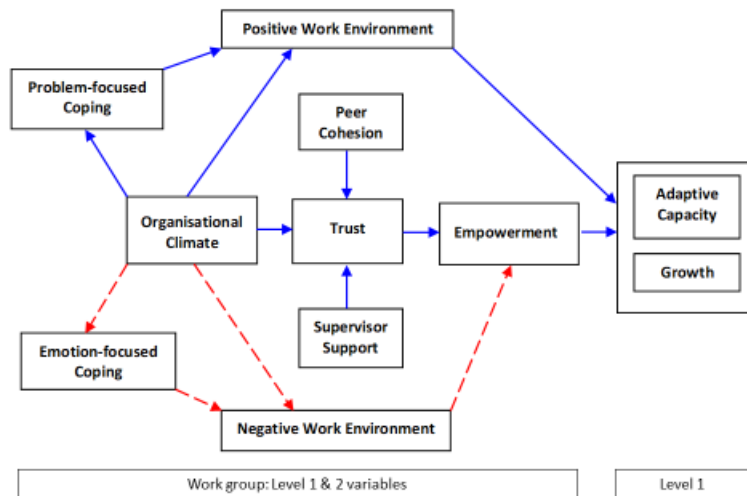 Positive Work Environment
Problem-focused
Coping
Peer
Cohesion
Adaptive
Capacity
Organisational
Climate
Trust
Empowerment
Growth
Supervisor
Support
Emotion-focused
Coping
Negative Work Environment
Work group: Level 1 & 2 variables
Level 1